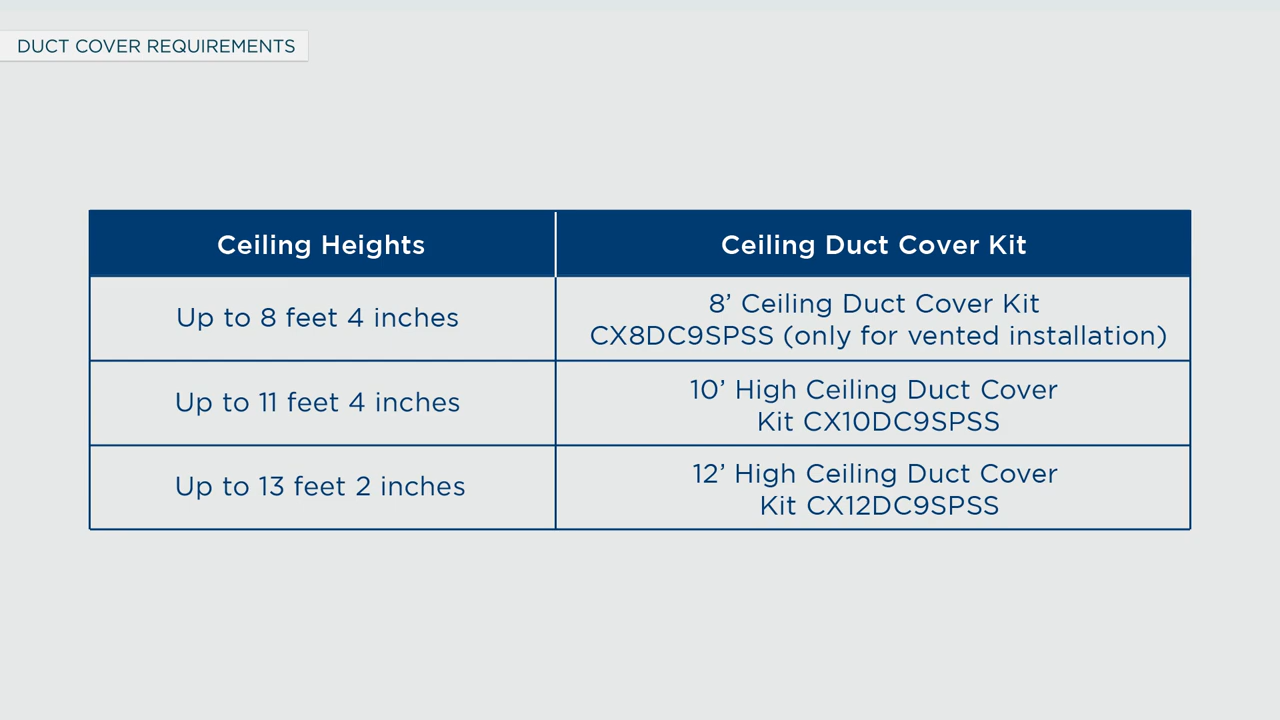 DUCT COVER REQUIREMENTS
Ceiling Heights
Ceiling Duct Cover Kit
Up to 8 feet 4 inches
8’ Ceiling Duct Cover Kit
CX8DC9SPSS (only for vented installation)
Up to 11 feet 4 inches
10’ High Ceiling Duct Cover
Kit CX10DC9SPSS
Up to 13 feet 2 inches
12’ High Ceiling Duct Cover
Kit CX12DC9SPSS